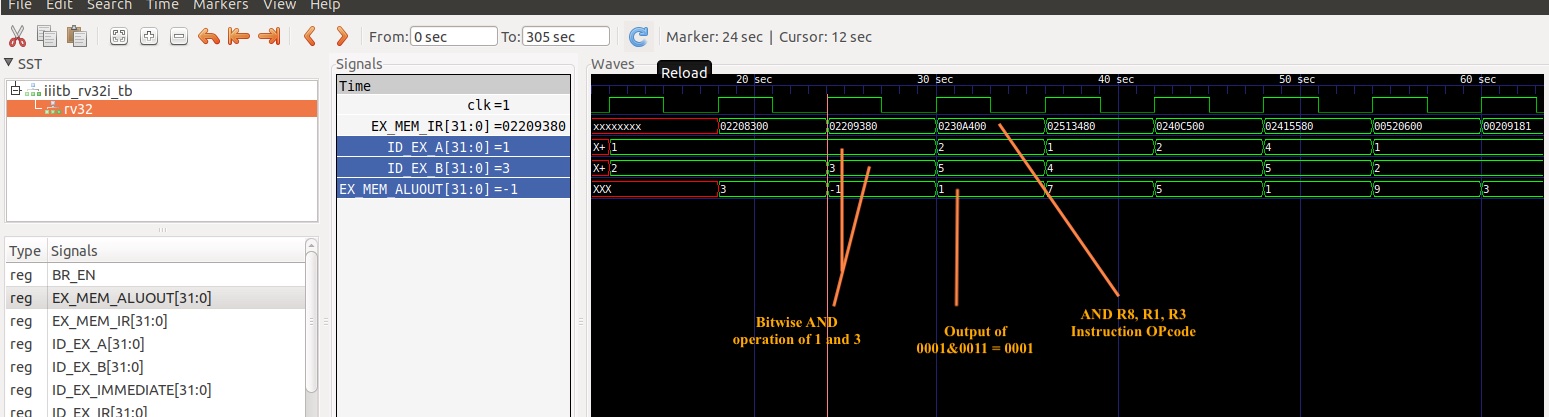 File Edit Search Time Markers View Help
From: 0 sec To: 305 sec Marker: 24 sec | Cursor: 12 sec
SST
iiitb_rv32i_tb
rv32
Type Signals
reg BR_EN
reg EX_MEM_ALUOUT[31:0]
reg EX_MEM_IR[31:0]
reg ID_EX_A[31:0]
reg ID_EX_B[31:0]
reg ID_EX_IMMEDIATE[31:0]
reg ID_EX_IR[31:0]
Signals
Time
clk =1
EX_MEM_IR[31:0] =02209380
ID_EX_A[31:0] =1
ID_EX_B[31:0] =3
EX_MEM_ALUOUT[31:0] =-1
Waves
Reload
20 sec 30 sec 40 sec 50 sec 60 sec
xxxxxxxx 02208300 02209380 0230A400 02513480 0240C500 02415580 00520600 00209181
X+ 1 2 1 2 4 1
X+ 2 3 5 4 5 2
XXX 3 -1 1 7 5 1 9 3
Bitwise AND
operation of 1 and 3
Output of
0001&0011 = 0001
AND R8, R1, R3
Instruction OPcode